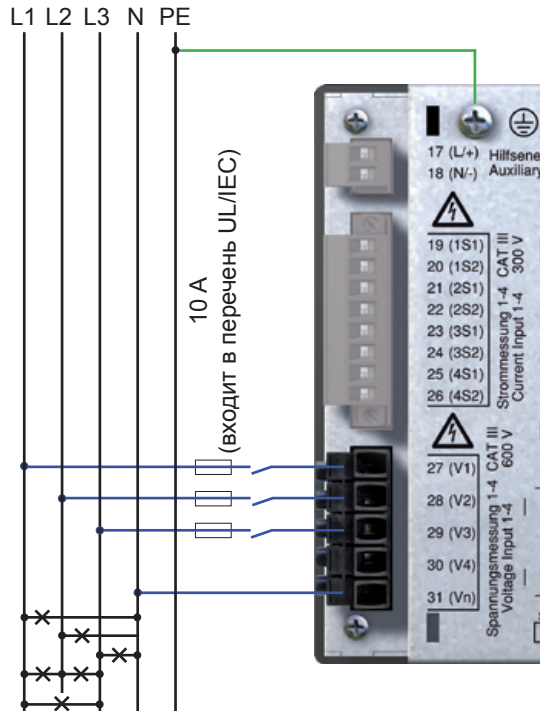 L1 L2 L3 N PE
10 A
(входит в перечень UL/IEC)
17 (L/+) Hilfsene
18 (N/-) Auxiliary
19 (1S1)
20 (1S2)
21 (2S1)
22 (2S2)
23 (3S1)
24 (3S2)
25 (4S1)
26 (4S2)
Strommessung 1-4 CAT III
Current Input 1-4 300 V
27 (V1)
28 (V2)
29 (V3)
30 (V4)
31 (Vn)
Spannungsmessung 1-4 CAT III
Voltage Input 1-4 600 V